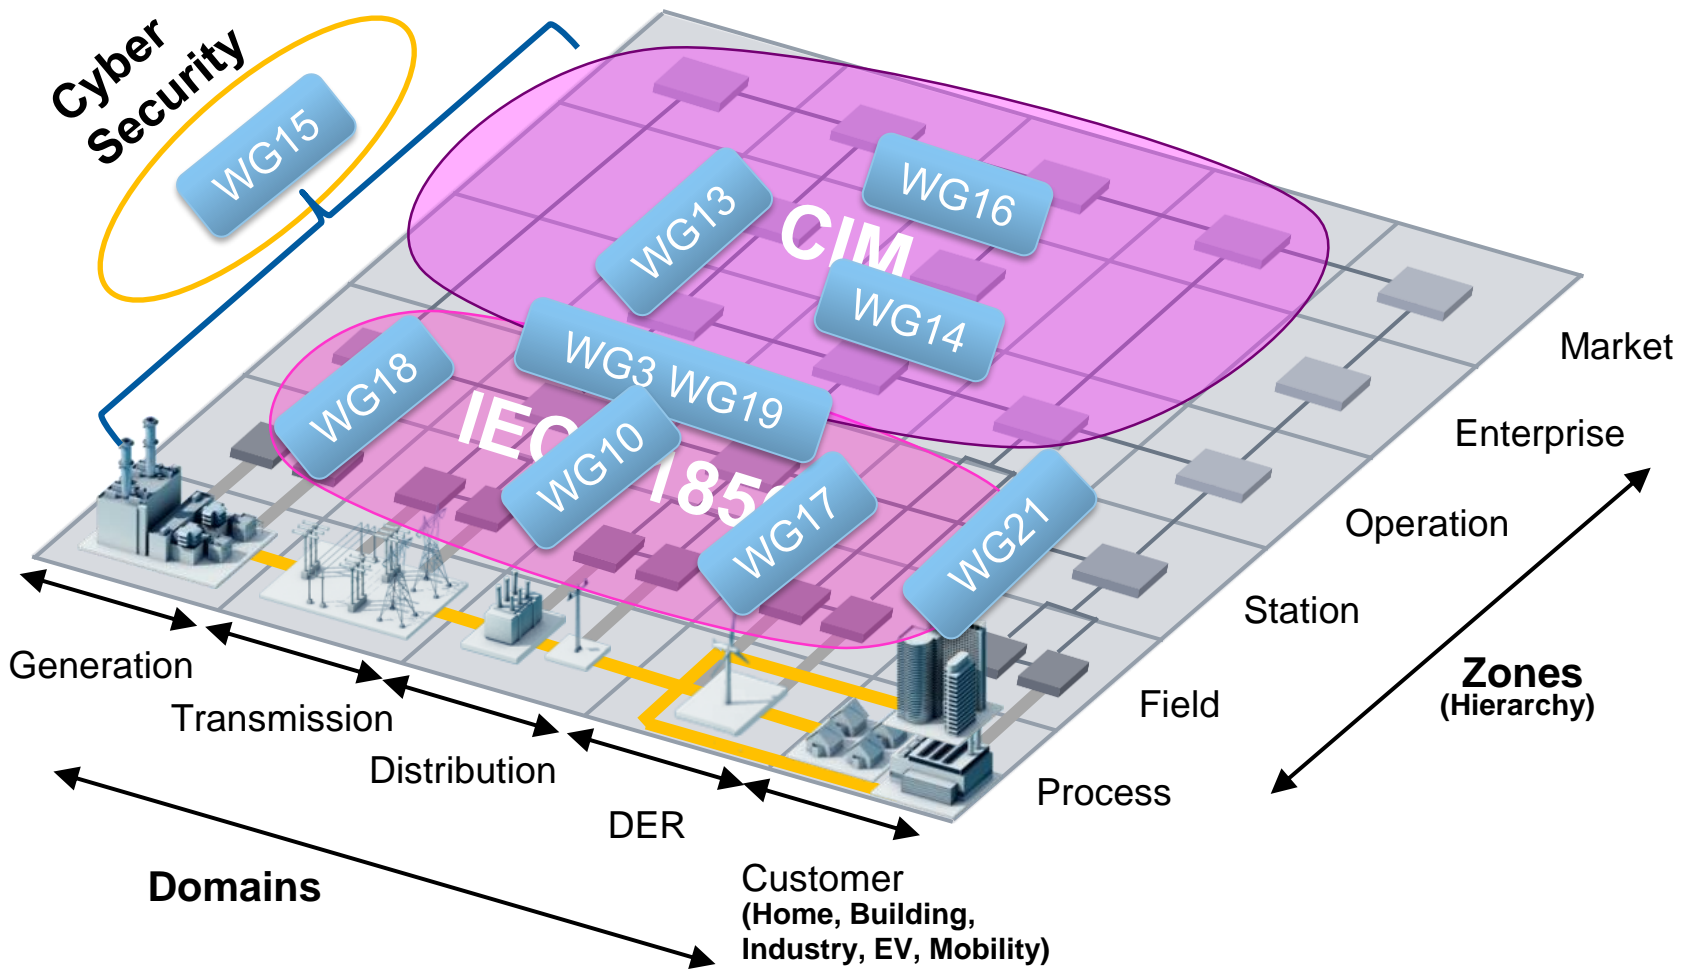 Cyber
Security
WG15
WG13
WG16
CIM
WG14
WG3 WG19
WG18
WG10
WG17
WG21
Market
Enterprise
Operation
Station
Field
Process
Zones
(Hierarchy)
Generation
Transmission
Distribution
DER
Customer
(Home, Building,
Industry, EV, Mobility)
Domains